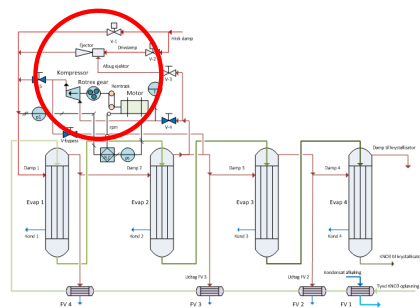 V-1
Frisk damp
Ejector
Drivdamp
V-2
Afsug ejektor
V-3
Kompressor
Rotrex gear
Remtræk
Motor
V-4
V-bypass
Damp 1
Damp 2
Damp 3
Damp 4
Damp til krystallisator
Evap 1
Evap 2
Evap 3
Evap 4
Kond 1
Kond 2
Kond 3
Kond 4
KNO3 til krystallisator
Udtag FV 3
Udtag FV 2
Kondensat afkøling
Tynd KNO3 opløsning
FV 4
FV 3
FV 2
FV 1